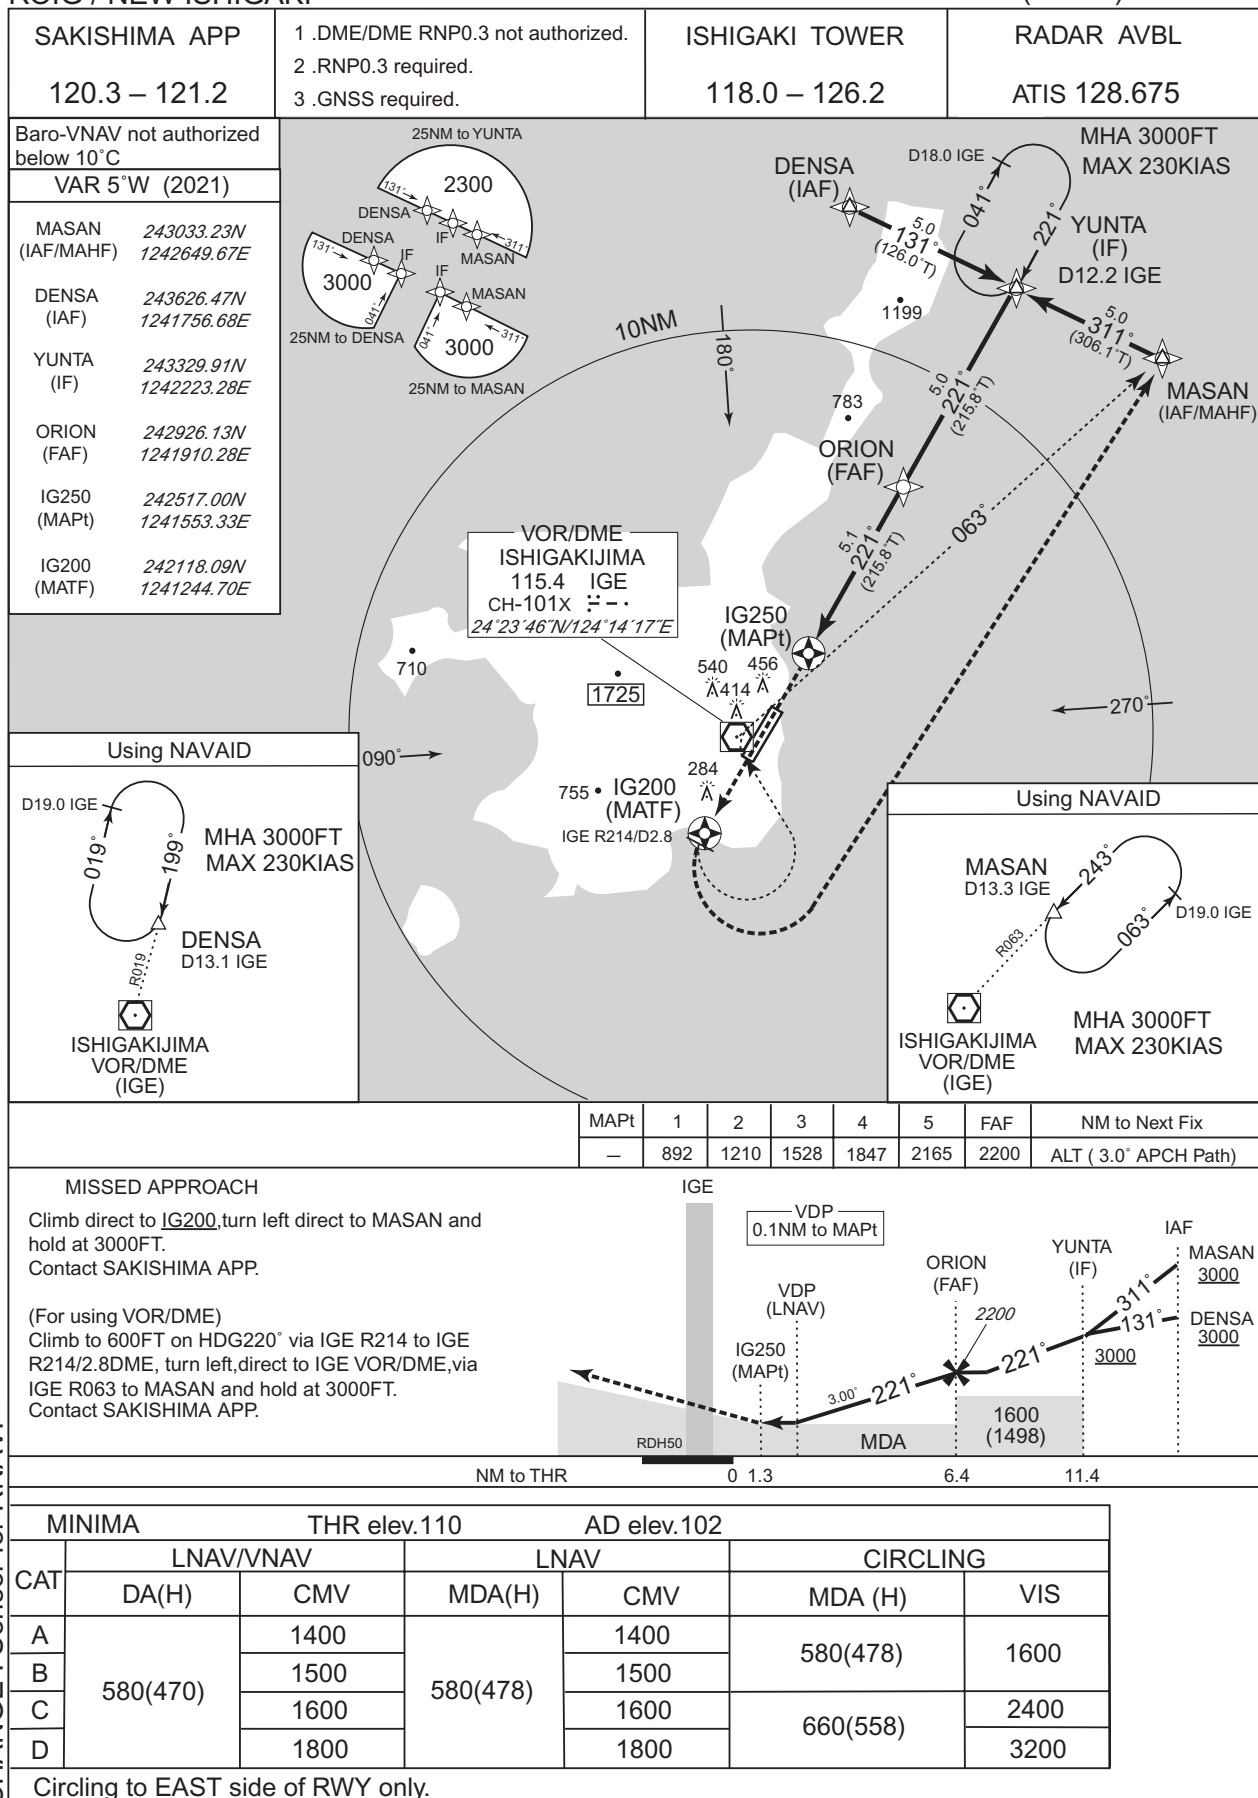 SAKISHIMA APP
120.3 – 121.2
1 .DME/DME RNP0.3 not authorized.
2 .RNP0.3 required.
3 .GNSS required.
ISHIGAKI TOWER
118.0 – 126.2
RADAR AVBL
ATIS 128.675
Baro-VNAV not authorized
below 10˚C
VAR 5˚W (2021)
MASAN 243033.23N
(IAF/MAHF) 1242649.67E
DENSA 243626.47N
(IAF) 1241756.68E
YUNTA 243329.91N
(IF) 1242223.28E
ORION 242926.13N
(FAF) 1241910.28E
IG250 242517.00N
(MAPt) 1241553.33E
IG200 242118.09N
(MATF) 1241244.70E
25NM to YUNTA
2300
131˚
DENSA
IF
MASAN
311˚
DENSA
131˚
IF
3000
041˚
25NM to DENSA
IF
MASAN
041˚
311˚
3000
25NM to MASAN
DENSA
(IAF)
D18.0 IGE
MHA 3000FT
MAX 230KIAS
041˚
221˚
YUNTA
(IF)
D12.2 IGE
5.0
131˚
(126.0˚T)
5.0
311˚
(306.1˚T)
MASAN
(IAF/MAHF)
1199
10NM
180˚
783
5.0
221˚
(215.8˚T)
ORION
(FAF)
063˚
5.1
221˚
(215.8˚T)
VOR/DME
ISHIGAKIJIMA
115.4 IGE
CH-101X
24˚23´46˝N/124˚14´17˝E
IG250
(MAPt)
710
1725
540
456
414
270˚
090˚
284
755
IG200
(MATF)
IGE R214/D2.8
Using NAVAID
D19.0 IGE
019˚
199˚
MHA 3000FT
MAX 230KIAS
DENSA
D13.1 IGE
R019
ISHIGAKIJIMA
VOR/DME
(IGE)
Using NAVAID
MASAN
D13.3 IGE
243˚
063˚
D19.0 IGE
R063
ISHIGAKIJIMA
VOR/DME
(IGE)
MHA 3000FT
MAX 230KIAS
MAPt 1 2 3 4 5 FAF NM to Next Fix
– 892 1210 1528 1847 2165 2200 ALT ( 3.0˚ APCH Path)
MISSED APPROACH
Climb direct to IG200,turn left direct to MASAN and
hold at 3000FT.
Contact SAKISHIMA APP.
(For using VOR/DME)
Climb to 600FT on HDG220˚ via IGE R214 to IGE
R214/2.8DME, turn left,direct to IGE VOR/DME,via
IGE R063 to MASAN and hold at 3000FT.
Contact SAKISHIMA APP.
IGE
VDP
0.1NM to MAPt
IAF
MASAN
3000
DENSA
3000
YUNTA
(IF)
ORION
(FAF)
2200
VDP
(LNAV)
IG250
(MAPt)
311˚
131˚
3000
221˚
3.00˚
221˚
1600
(1498)
MDA
RDH50
NM to THR 0 1.3 6.4 11.4
MINIMA THR elev.110 AD elev.102
CAT LNAV/VNAV LNAV CIRCLING
DA(H) CMV MDA(H) CMV MDA (H) VIS
A 1400 1400
B 1500 1500
C 1600 1600
D 1800 1800
580(470)
580(478)
580(478) 1600
660(558)
2400
3200
Circling to EAST side of RWY only.